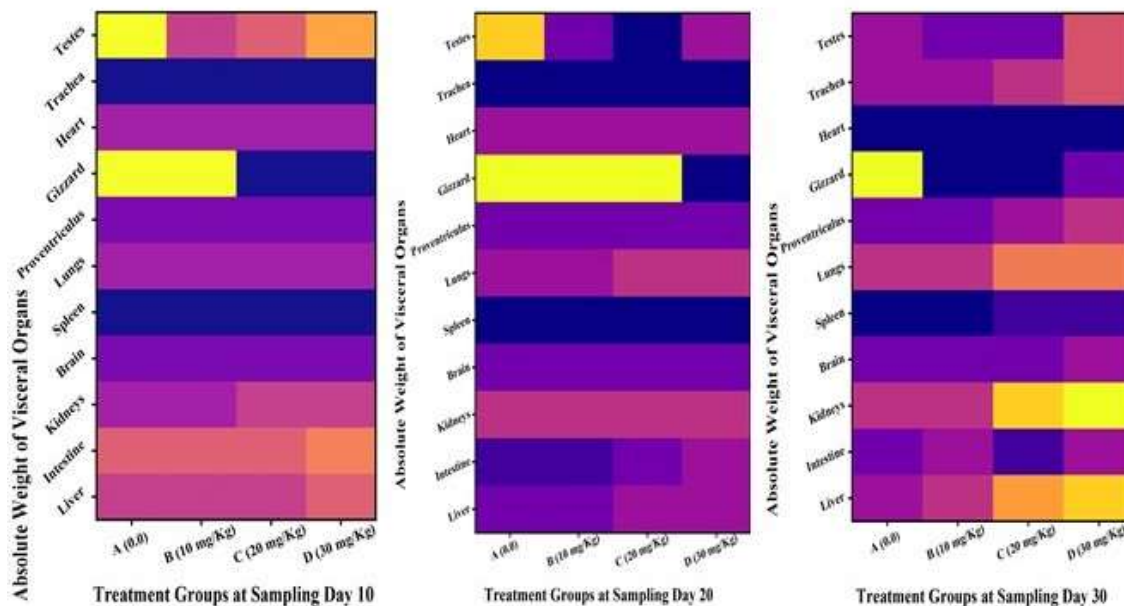 Absolute Weight of Visceral Organs
Testes
Trachea
Heart
Gizzard
Proventriculus
Lungs
Spleen
Brain
Kidneys
Intestine
Liver
A (0.0)
B (10 mg/Kg)
C (20 mg/Kg)
D (30 mg/Kg)
Treatment Groups at Sampling Day 10
Absolute Weight of Visceral Organs
Testes
Trachea
Heart
Gizzard
Proventriculus
Lungs
Spleen
Brain
Kidneys
Intestine
Liver
A (0.0)
B (10 mg/Kg)
C (20 mg/Kg)
D (30 mg/Kg)
Treatment Groups at Sampling Day 20
Absolute Weight of Visceral Organs
Testes
Trachea
Heart
Gizzard
Proventriculus
Lungs
Spleen
Brain
Kidneys
Intestine
Liver
A (0.0)
B (10 mg/Kg)
C (20 mg/Kg)
D (30 mg/Kg)
Treatment Groups at Sampling Day 30